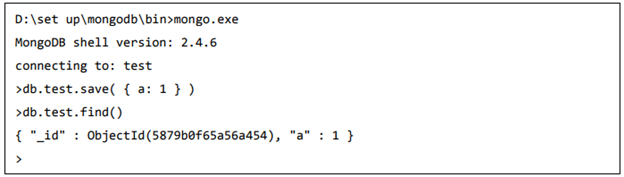 D:\set up\mongodb\bin>mongo.exe
MongoDB shell version: 2.4.6
connecting to: test
>db.test.save( { a: 1 } )
>db.test.find()
{ "_id" : ObjectId(5879b0f65a56a454), "a" : 1 }
>